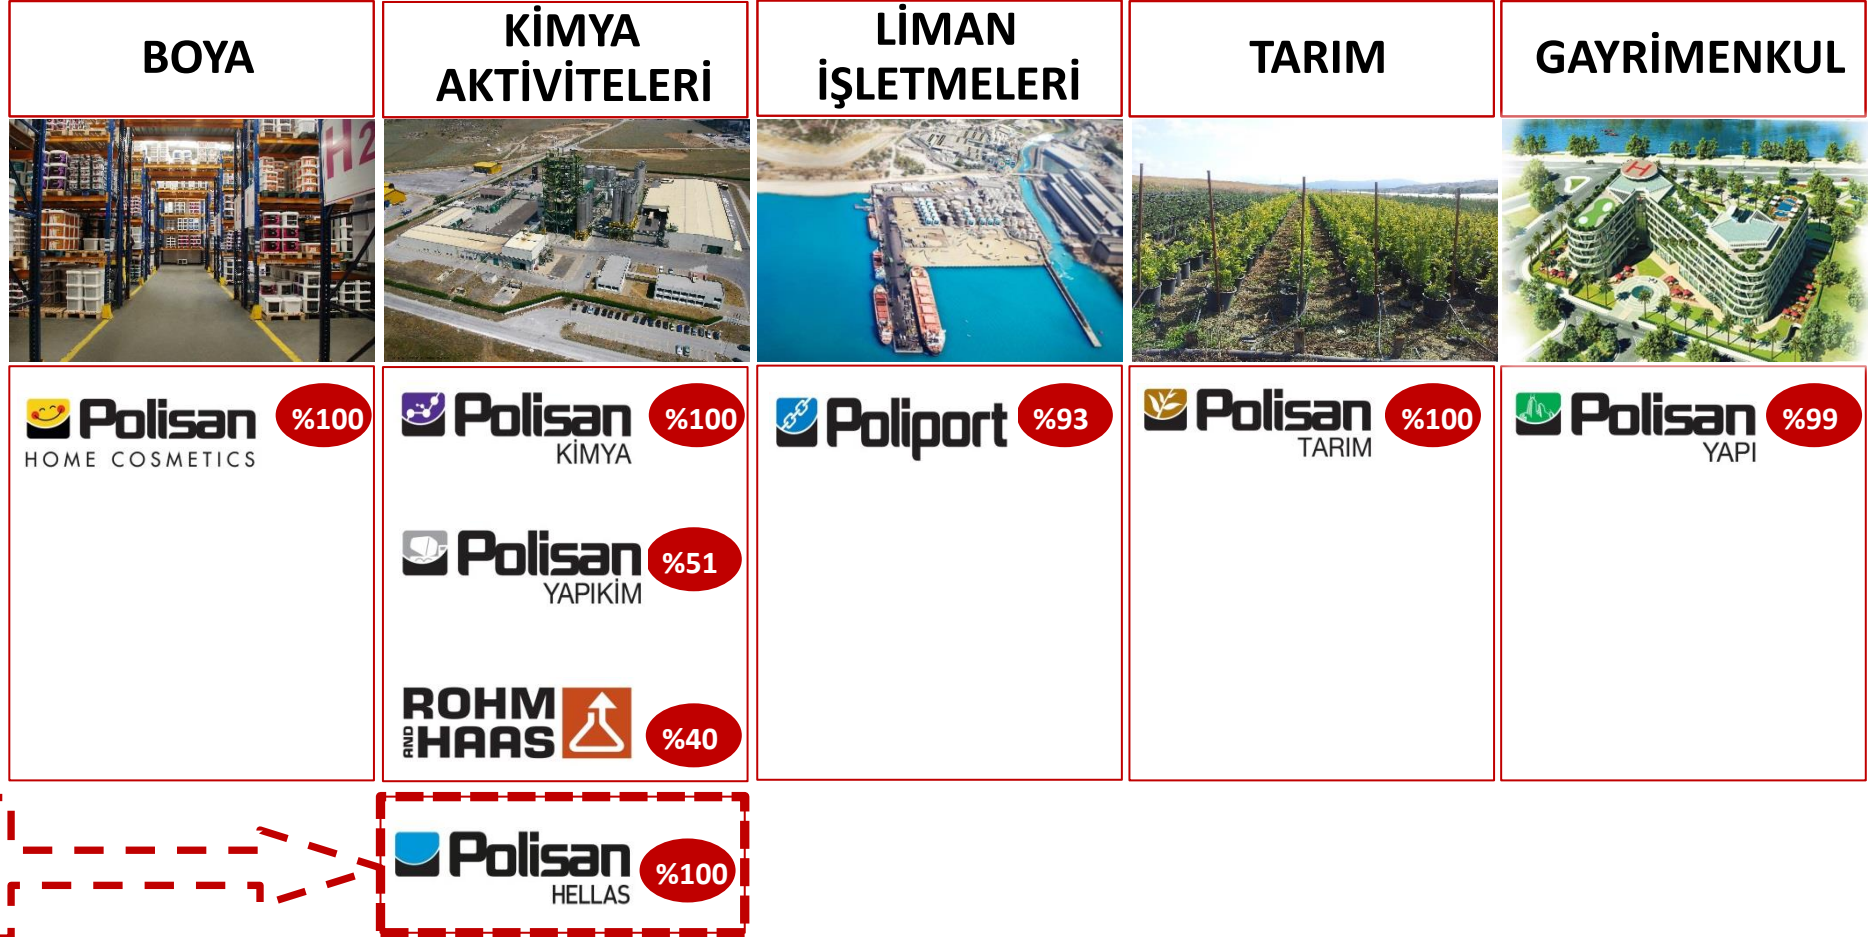 BOYA
KİMYA
AKTİVİTELERİ
LİMAN
İŞLETMELERİ
TARIM
GAYRİMENKUL
H2
H
Polisan
HOME COSMETICS
%100
Polisan
KİMYA
%100
Polisan
YAPIKİM
%51
ROHM
AND HAAS
%40
Poliport
%93
Polisan
TARIM
%100
Polisan
YAPI
%99
Polisan
HELLAS
%100